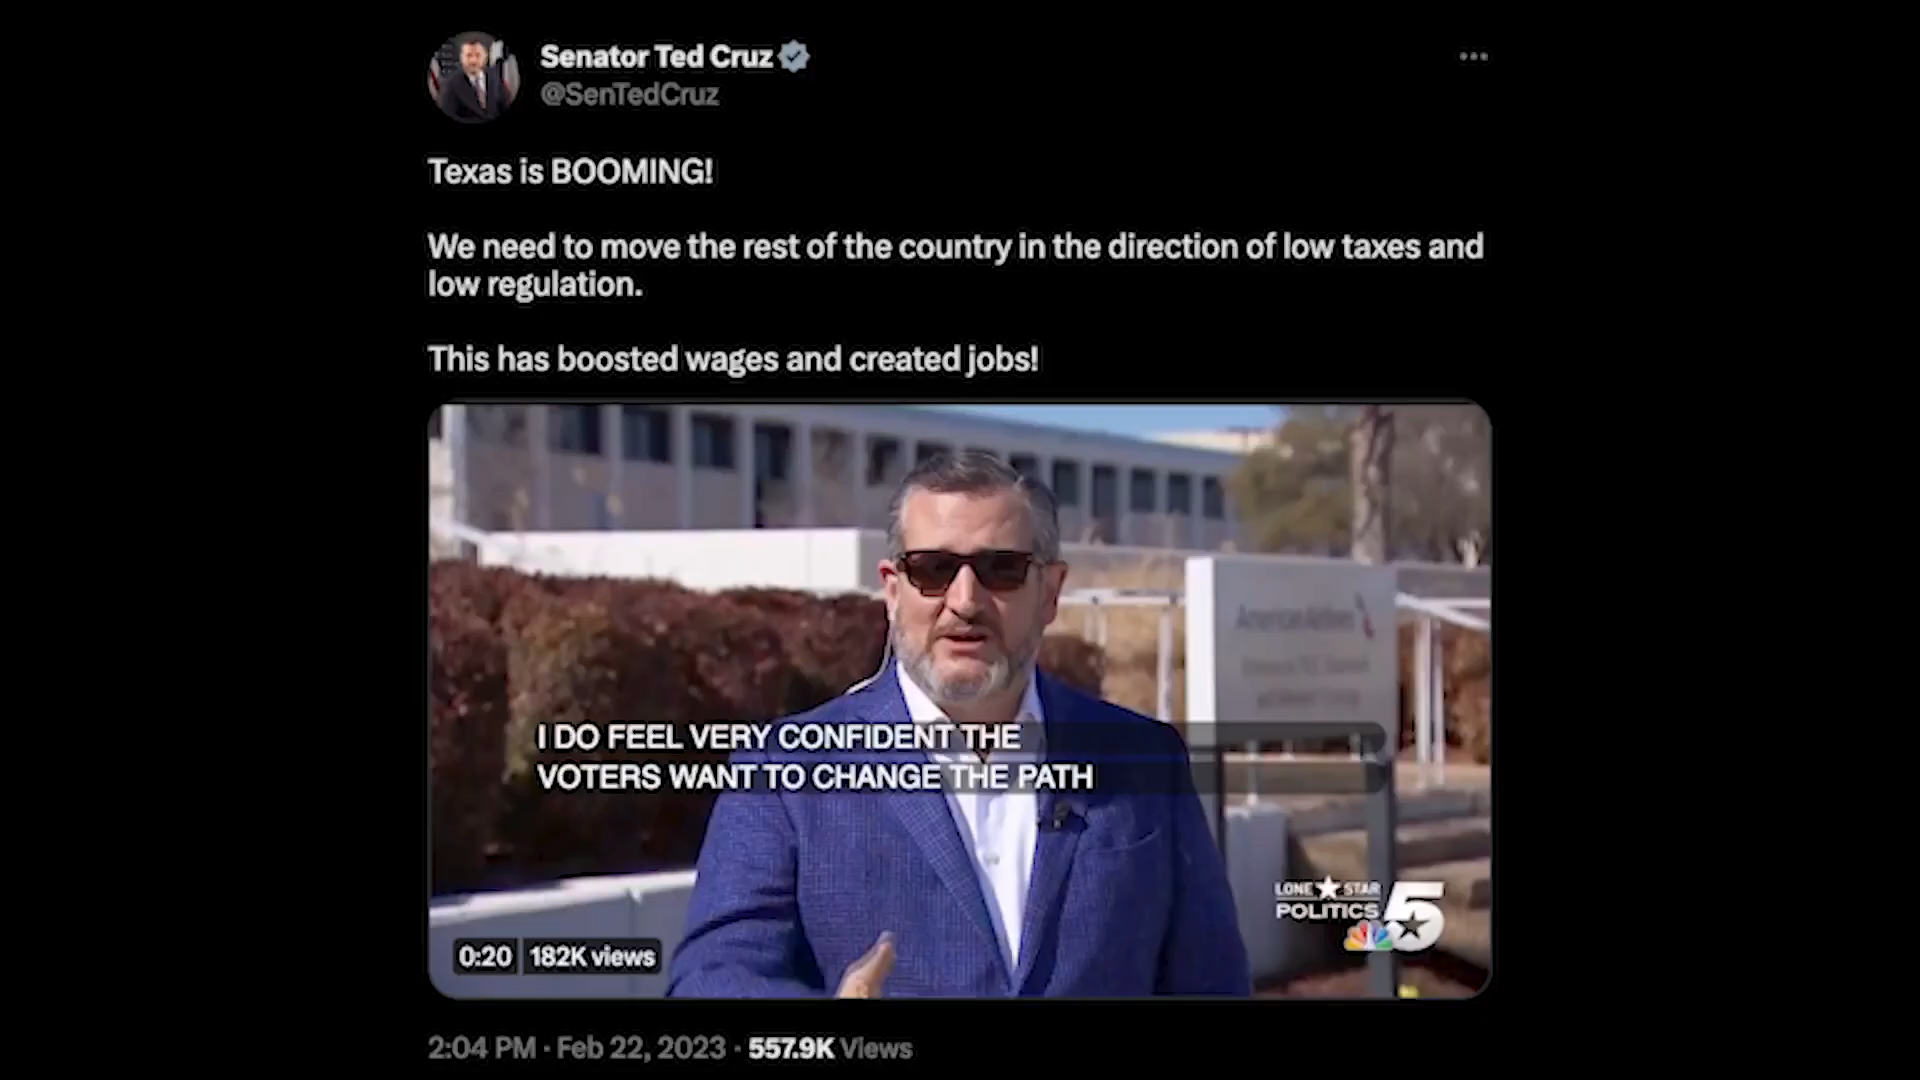 Senator Ted Cruz
@SenTedCruz
Texas is BOOMING!
We need to move the rest of the country in the direction of low taxes and
low regulation.
This has boosted wages and created jobs!
American Airlines
I DO FEEL VERY CONFIDENT THE
VOTERS WANT TO CHANGE THE PATH
LONE STAR
POLITICS 5
0:20 182K views
2:04 PM · Feb 22, 2023 · 557.9K Views